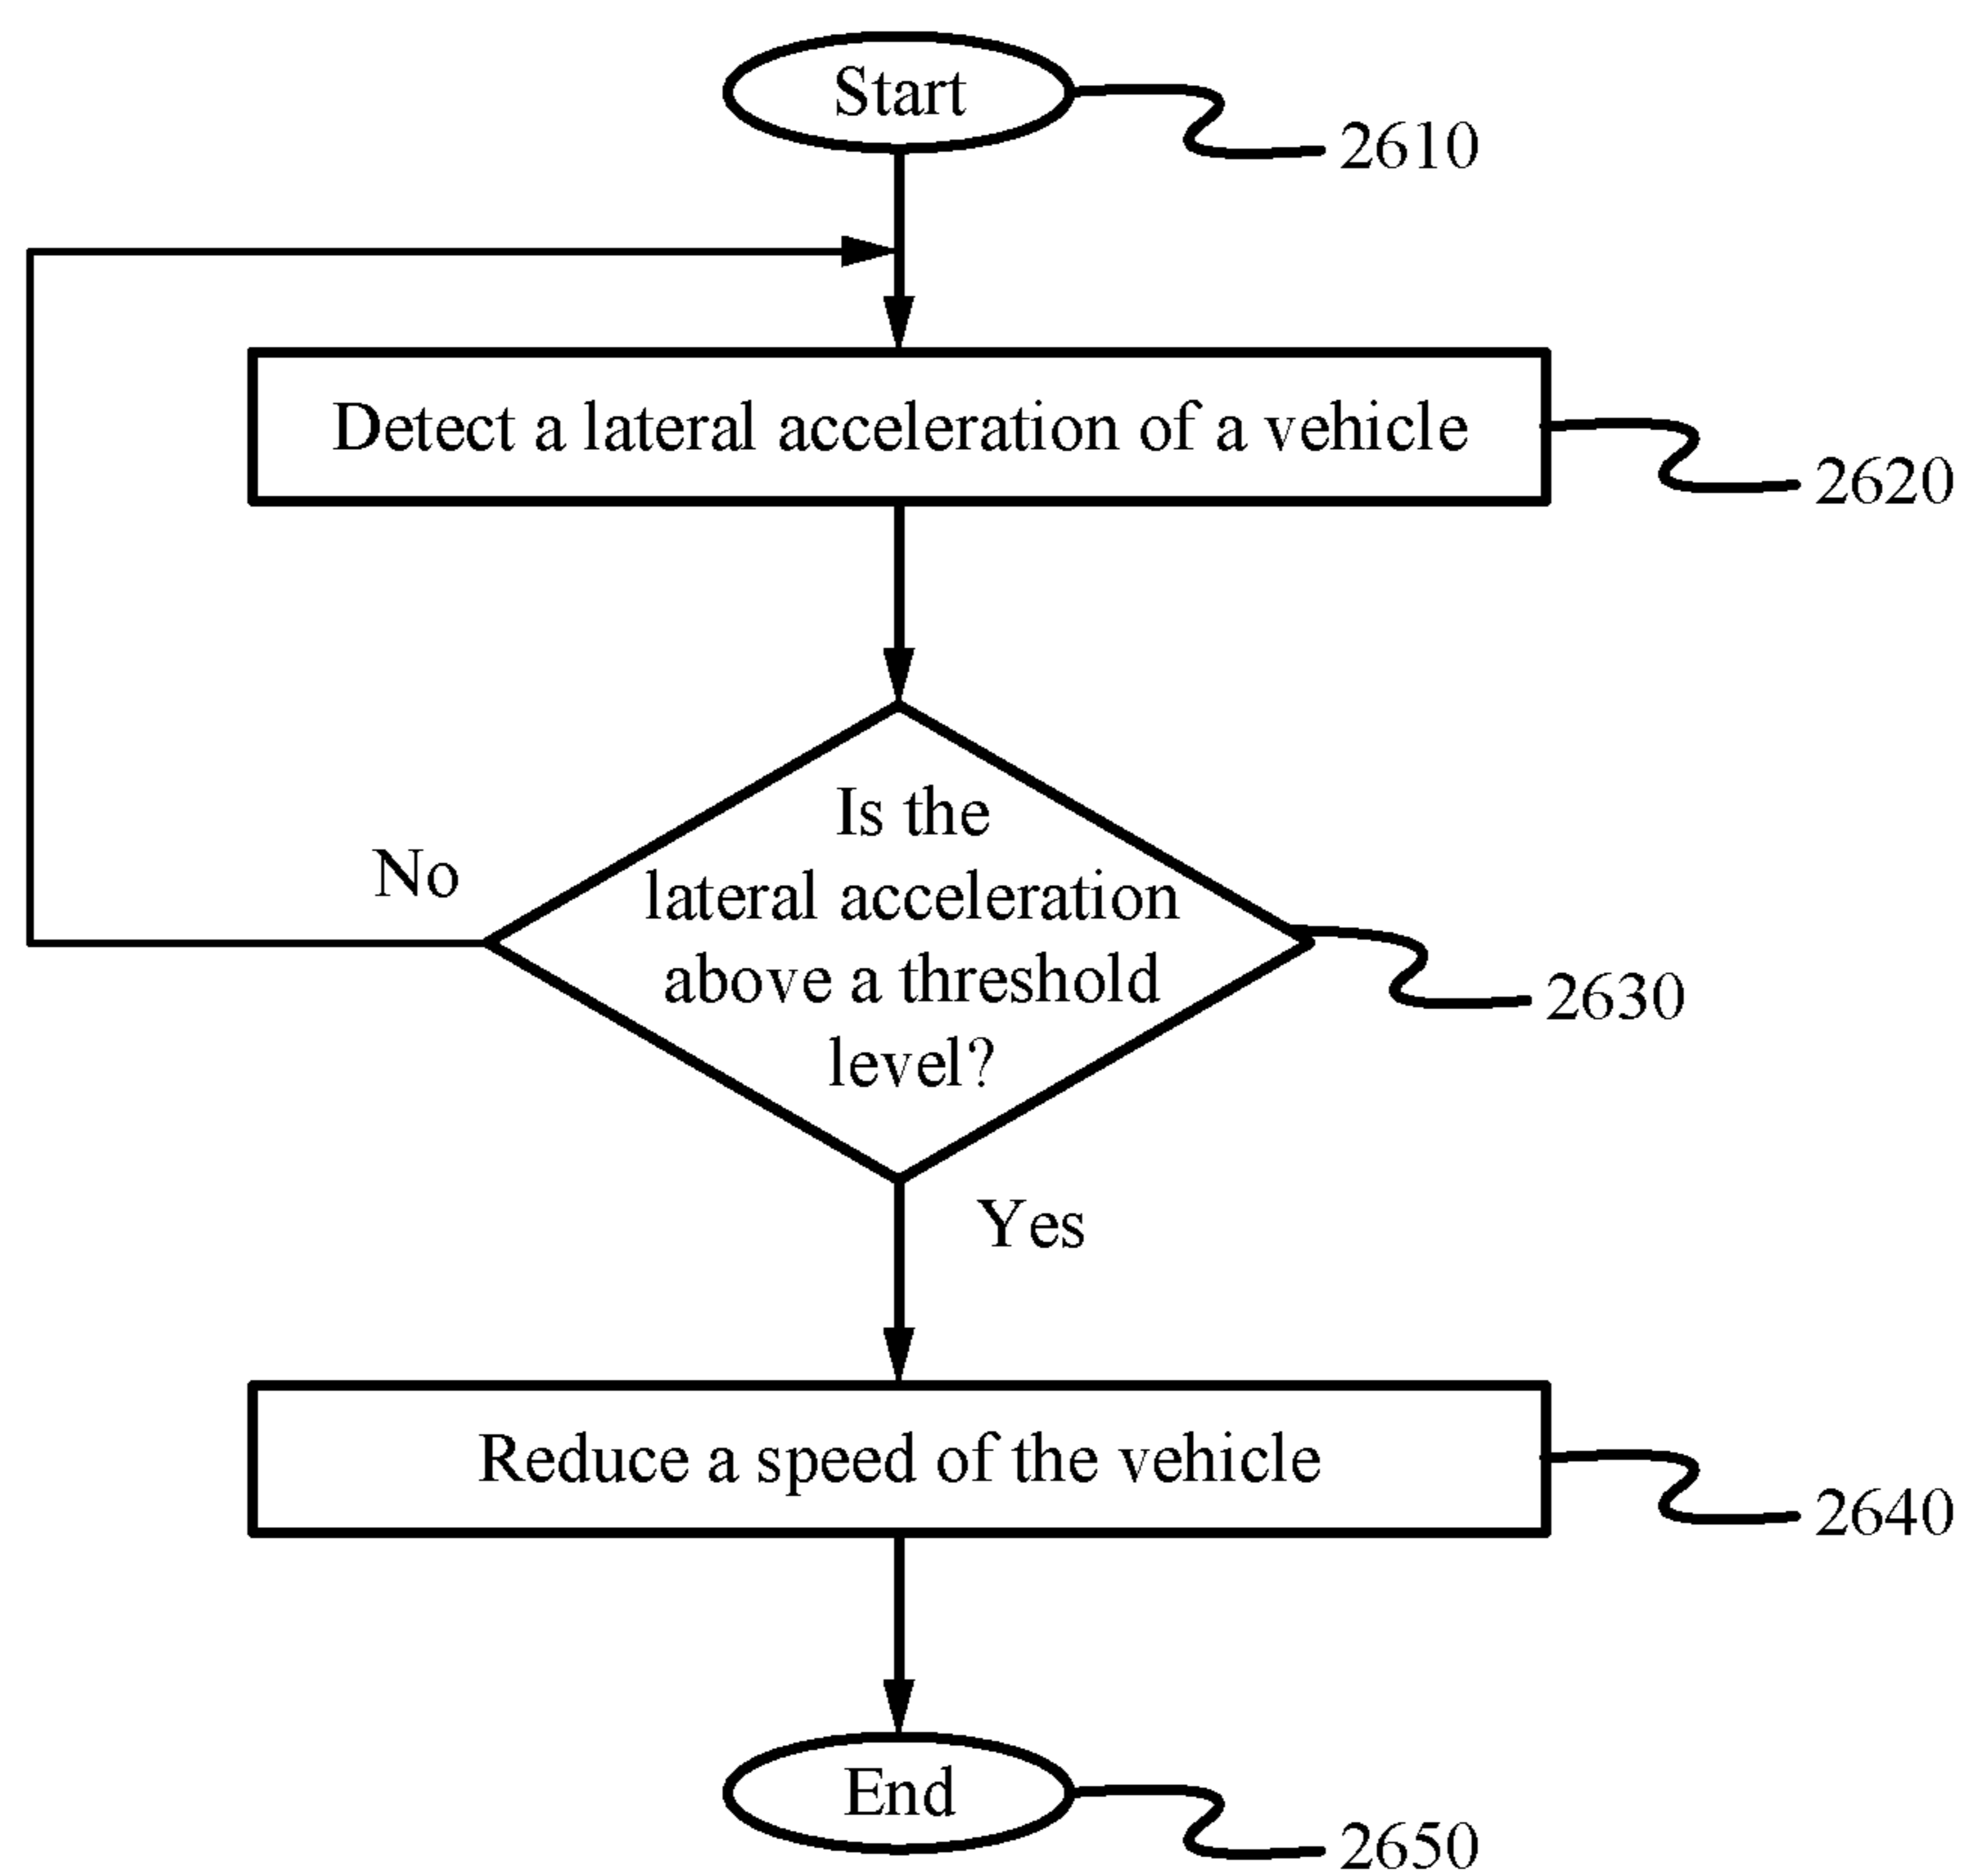 Start
2610
Detect a lateral acceleration of a vehicle
2620
Is the
lateral acceleration
above a threshold
level?
No
2630
Yes
Reduce a speed of the vehicle
2640
End
2650